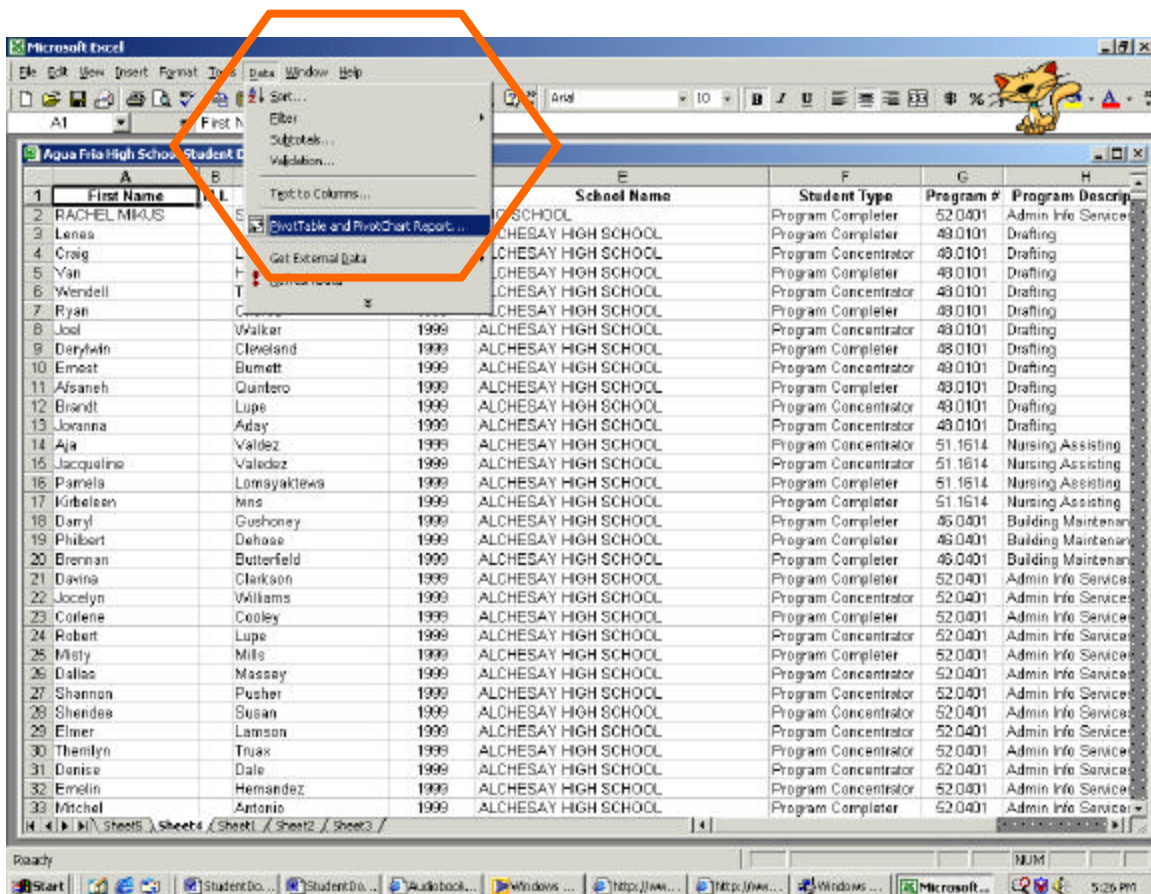 Microsoft Excel
File Edit View Insert Format Tools Data Window Help
Arial 10 B I U $ %
A1 First N
Sort...
Filter
Subtotals...
Validation...
Text to Columns...
PivotTable and PivotChart Report...
Get External Data
Agua Fria High School Student D
A B E F G H
1 First Name M.I. School Name Student Type Program # Program Descrip
2 RACHEL MIKUS S SCHOOL Program Completer 52.0401 Admin Info Services
3 Lenas LCHESAY HIGH SCHOOL Program Completer 48.0101 Drafting
4 Craig L LCHESAY HIGH SCHOOL Program Concentrator 48.0101 Drafting
5 Van H LCHESAY HIGH SCHOOL Program Completer 48.0101 Drafting
6 Wendell T LCHESAY HIGH SCHOOL Program Concentrator 48.0101 Drafting
7 Ryan 1999 ALCHESAY HIGH SCHOOL Program Completer 48.0101 Drafting
8 Joel Walker 1999 ALCHESAY HIGH SCHOOL Program Concentrator 48.0101 Drafting
9 Derylwin Cleveland 1999 ALCHESAY HIGH SCHOOL Program Completer 48.0101 Drafting
10 Ernest Burnett 1999 ALCHESAY HIGH SCHOOL Program Concentrator 48.0101 Drafting
11 Afsaneh Quintero 1999 ALCHESAY HIGH SCHOOL Program Completer 48.0101 Drafting
12 Brandt Lupe 1999 ALCHESAY HIGH SCHOOL Program Concentrator 48.0101 Drafting
13 Jovanna Aday 1999 ALCHESAY HIGH SCHOOL Program Concentrator 48.0101 Drafting
14 Aja Valdez 1999 ALCHESAY HIGH SCHOOL Program Concentrator 51.1614 Nursing Assisting
15 Jacqueline Valedez 1999 ALCHESAY HIGH SCHOOL Program Concentrator 51.1614 Nursing Assisting
16 Pamela Lomayaktewa 1999 ALCHESAY HIGH SCHOOL Program Completer 51.1614 Nursing Assisting
17 Kirbeleen Ivins 1999 ALCHESAY HIGH SCHOOL Program Completer 51.1614 Nursing Assisting
18 Darryl Gushoney 1999 ALCHESAY HIGH SCHOOL Program Completer 46.0401 Building Maintenan
19 Philbert Dehose 1999 ALCHESAY HIGH SCHOOL Program Completer 46.0401 Building Maintenan
20 Brennan Butterfield 1999 ALCHESAY HIGH SCHOOL Program Completer 46.0401 Building Maintenan
21 Davina Clarkson 1999 ALCHESAY HIGH SCHOOL Program Completer 52.0401 Admin Info Services
22 Jocelyn Williams 1999 ALCHESAY HIGH SCHOOL Program Completer 52.0401 Admin Info Services
23 Corlene Cooley 1999 ALCHESAY HIGH SCHOOL Program Completer 52.0401 Admin Info Services
24 Robert Lupe 1999 ALCHESAY HIGH SCHOOL Program Concentrator 52.0401 Admin Info Services
25 Misty Mills 1999 ALCHESAY HIGH SCHOOL Program Completer 52.0401 Admin Info Services
26 Dallas Massey 1999 ALCHESAY HIGH SCHOOL Program Concentrator 52.0401 Admin Info Services
27 Shannon Pusher 1999 ALCHESAY HIGH SCHOOL Program Concentrator 52.0401 Admin Info Services
28 Shendee Susan 1999 ALCHESAY HIGH SCHOOL Program Concentrator 52.0401 Admin Info Services
29 Elmer Lamson 1999 ALCHESAY HIGH SCHOOL Program Concentrator 52.0401 Admin Info Services
30 Therrilyn Truax 1999 ALCHESAY HIGH SCHOOL Program Concentrator 52.0401 Admin Info Services
31 Denise Dale 1999 ALCHESAY HIGH SCHOOL Program Concentrator 52.0401 Admin Info Services
32 Emelin Hernandez 1999 ALCHESAY HIGH SCHOOL Program Concentrator 52.0401 Admin Info Services
33 Mitchel Antonio 1999 ALCHESAY HIGH SCHOOL Program Completer 52.0401 Admin Info Services
Sheet5 Sheet4 Sheet1 Sheet2 Sheet3
Ready NUM
Start StudentDo... StudentDo... Audiobook... Windows ... http://ww... http://ww... Windows ... Microsoft... 5:26 PM